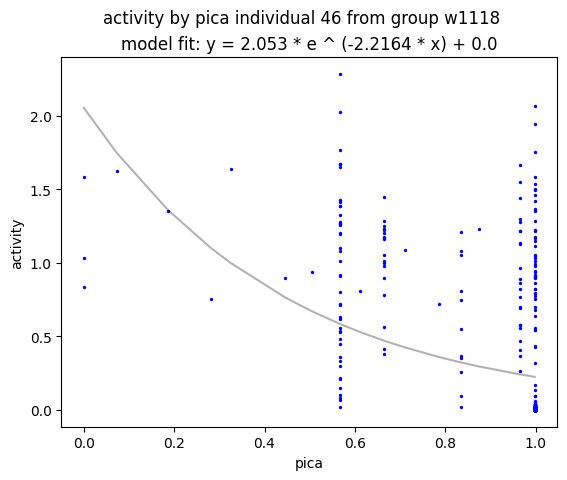 activity by pica individual 46 from group w1118
model fit: y = 2.053 * e ^ (-2.2164 * x) + 0.0
2.0
1.5
1.0
0.5
0.0
activity
0.0 0.2 0.4 0.6 0.8 1.0
pica